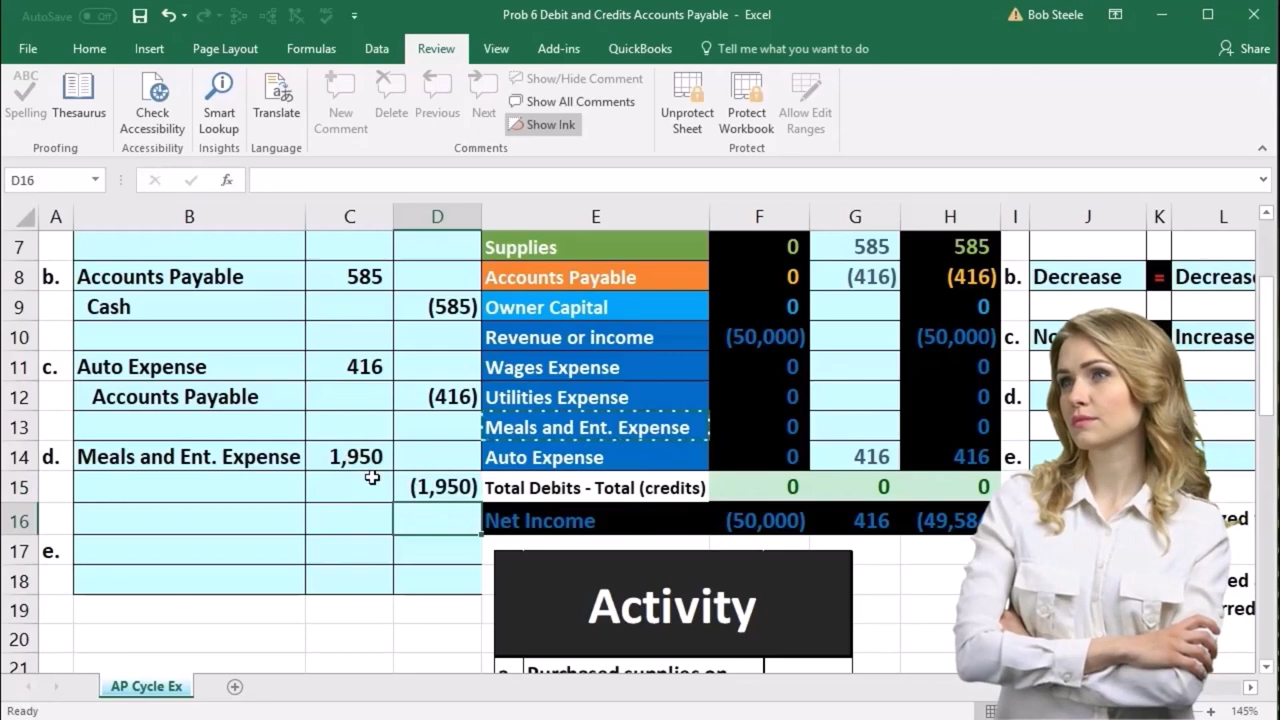 AutoSave Off Prob 6 Debit and Credits Accounts Payable - Excel Bob Steele
File Home Insert Page Layout Formulas Data Review View Add-ins QuickBooks Tell me what you want to do Share
ABC
Spelling Thesaurus Check Accessibility Smart Lookup Translate New Comment Delete Previous Next Show/Hide Comment Show All Comments Show Ink Unprotect Sheet Protect Workbook Allow Edit Ranges
Proofing Accessibility Insights Language Comments Protect
D16 fx
A B C D E F G H I J K L
7 Supplies 0 585 585
8 b. Accounts Payable 585 Accounts Payable 0 (416) (416) b. Decrease = Decrease
9 Cash (585) Owner Capital 0 0
10 Revenue or income (50,000) (50,000) c. Increase
11 c. Auto Expense 416 Wages Expense 0 0
12 Accounts Payable (416) Utilities Expense 0 0 d.
13 Meals and Ent. Expense 0 0
14 d. Meals and Ent. Expense 1,950 Auto Expense 0 416 416 e.
15 (1,950) Total Debits - Total (credits) 0 0 0
16 Net Income (50,000) 416
17 e.
18
19
20
21
Activity
AP Cycle Ex
Ready 145%